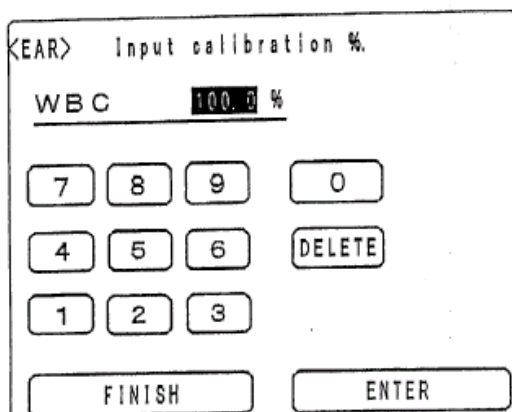 <EAR> Input calibration %.
WBC 100.0 %
7 8 9 0
4 5 6 DELETE
1 2 3
FINISH ENTER